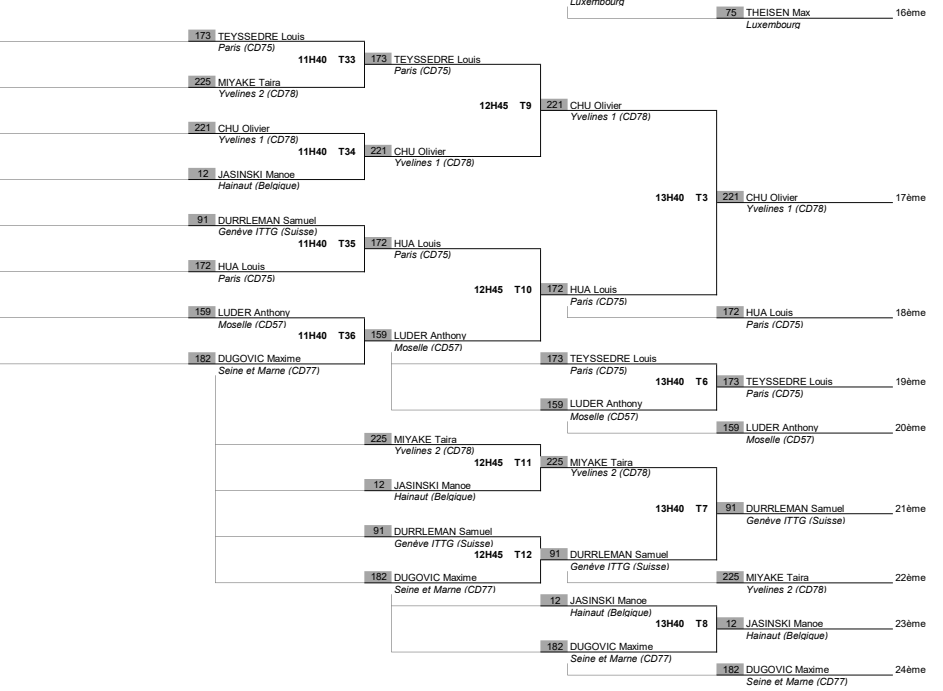 Luxembourg
75 THEISEN Max 16ème
Luxembourg
173 TEYSSEDRE Louis
Paris (CD75)
11H40 T33 173 TEYSSEDRE Louis
Paris (CD75)
225 MIYAKE Taira
Yvelines 2 (CD78)
12H45 T9 221 CHU Olivier
Yvelines 1 (CD78)
221 CHU Olivier
Yvelines 1 (CD78)
11H40 T34 221 CHU Olivier
Yvelines 1 (CD78)
12 JASINSKI Manoe
Hainaut (Belgique)
13H40 T3 221 CHU Olivier 17ème
Yvelines 1 (CD78)
91 DURRLEMAN Samuel
Genève ITTG (Suisse)
11H40 T35 172 HUA Louis
Paris (CD75)
172 HUA Louis
Paris (CD75)
12H45 T10 172 HUA Louis
Paris (CD75)
159 LUDER Anthony
Moselle (CD57)
172 HUA Louis 18ème
Paris (CD75)
11H40 T36 159 LUDER Anthony
Moselle (CD57)
182 DUGOVIC Maxime
Seine et Marne (CD77)
173 TEYSSEDRE Louis
Paris (CD75)
13H40 T6 173 TEYSSEDRE Louis 19ème
Paris (CD75)
159 LUDER Anthony
Moselle (CD57)
159 LUDER Anthony 20ème
Moselle (CD57)
225 MIYAKE Taira
Yvelines 2 (CD78)
12H45 T11 225 MIYAKE Taira
Yvelines 2 (CD78)
12 JASINSKI Manoe
Hainaut (Belgique)
13H40 T7 91 DURRLEMAN Samuel 21ème
Genève ITTG (Suisse)
91 DURRLEMAN Samuel
Genève ITTG (Suisse)
12H45 T12 91 DURRLEMAN Samuel
Genève ITTG (Suisse)
182 DUGOVIC Maxime
Seine et Marne (CD77)
225 MIYAKE Taira 22ème
Yvelines 2 (CD78)
12 JASINSKI Manoe
Hainaut (Belgique)
13H40 T8 12 JASINSKI Manoe 23ème
Hainaut (Belgique)
182 DUGOVIC Maxime
Seine et Marne (CD77)
182 DUGOVIC Maxime 24ème
Seine et Marne (CD77)